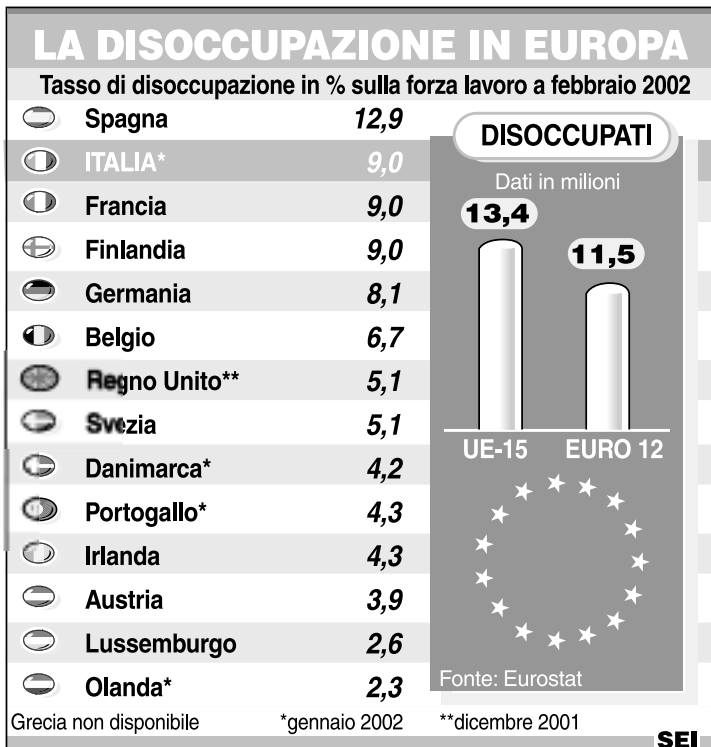 LA DISOCCUPAZIONE IN EUROPA
Tasso di disoccupazione in % sulla forza lavoro a febbraio 2002
Spagna 12,9
ITALIA* 9,0
Francia 9,0
Finlandia 9,0
Germania 8,1
Belgio 6,7
Regno Unito** 5,1
Svezia 5,1
Danimarca* 4,2
Portogallo* 4,3
Irlanda 4,3
Austria 3,9
Lussemburgo 2,6
Olanda* 2,3
DISOCCUPATI
Dati in milioni
13,4
11,5
UE-15 EURO 12
Fonte: Eurostat
Grecia non disponibile *gennaio 2002 **dicembre 2001
SEI